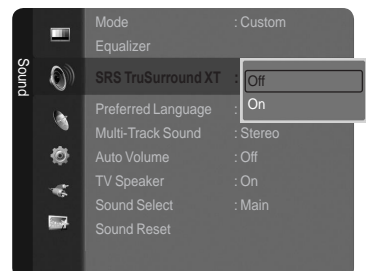 Sound
Mode : Custom
Equalizer
SRS TruSurround XT :
Off
On
Preferred Language :
Multi-Track Sound : Stereo
Auto Volume : Off
TV Speaker : On
Sound Select : Main
Sound Reset